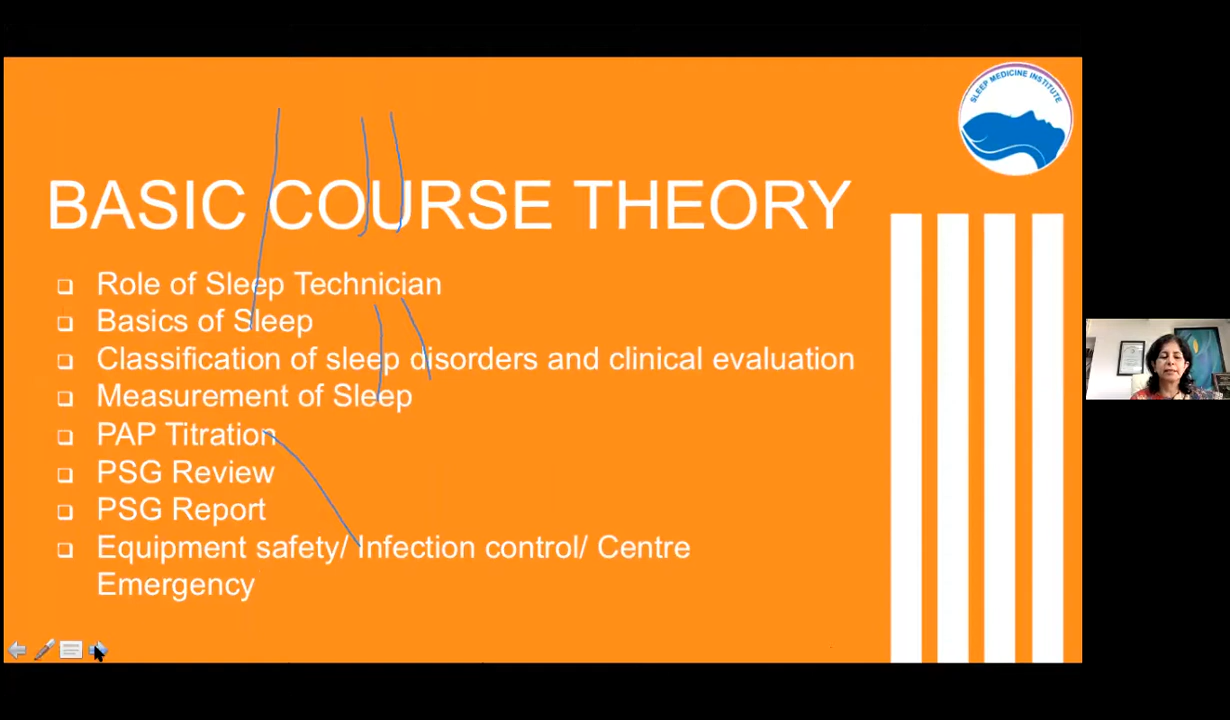 SLEEP MEDICINE INSTITUTE
BASIC COURSE THEORY
Role of Sleep Technician
Basics of Sleep
Classification of sleep disorders and clinical evaluation
Measurement of Sleep
PAP Titration
PSG Review
PSG Report
Equipment safety/ Infection control/ Centre
Emergency